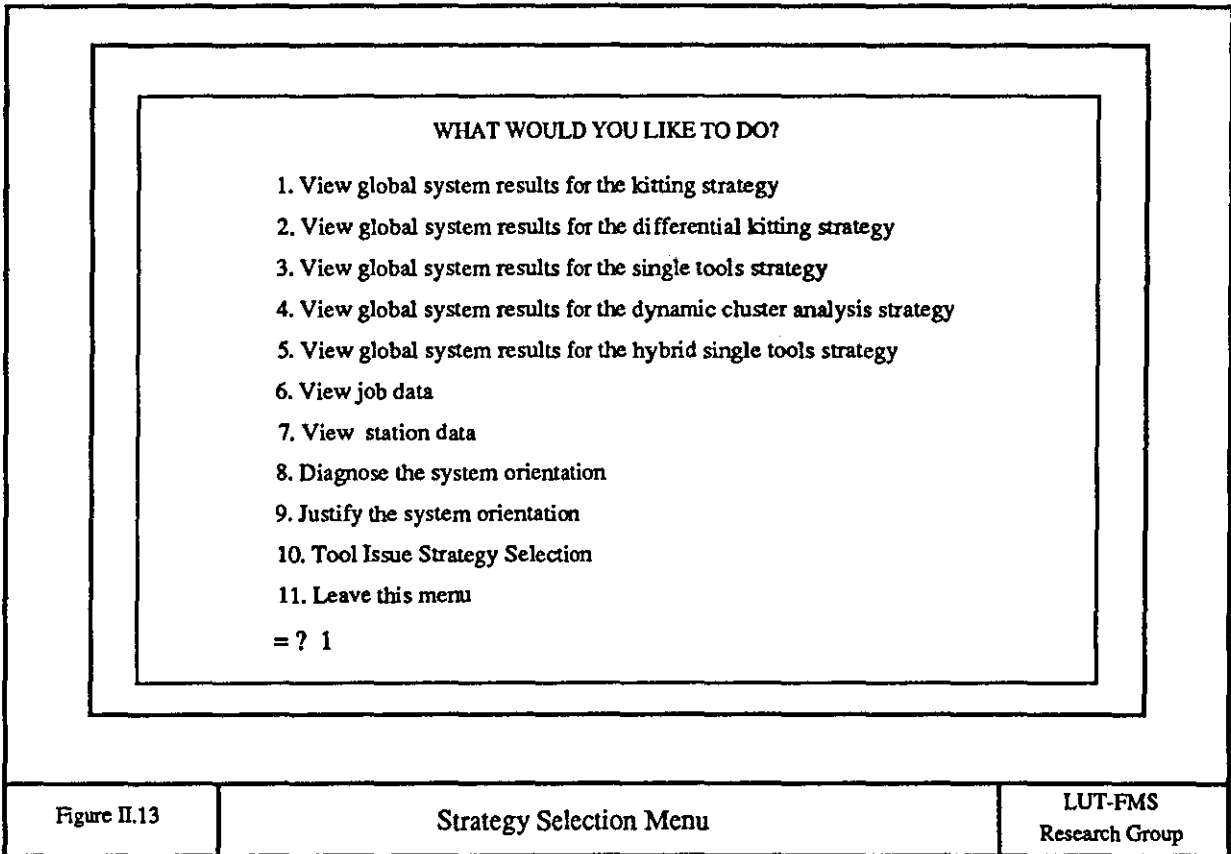 WHAT WOULD YOU LIKE TO DO?
1. View global system results for the kitting strategy
2. View global system results for the differential kitting strategy
3. View global system results for the single tools strategy
4. View global system results for the dynamic cluster analysis strategy
5. View global system results for the hybrid single tools strategy
6. View job data
7. View station data
8. Diagnose the system orientation
9. Justify the system orientation
10. Tool Issue Strategy Selection
11. Leave this menu
= ? 1
Figure II.13
Strategy Selection Menu
LUT-FMS
Research Group